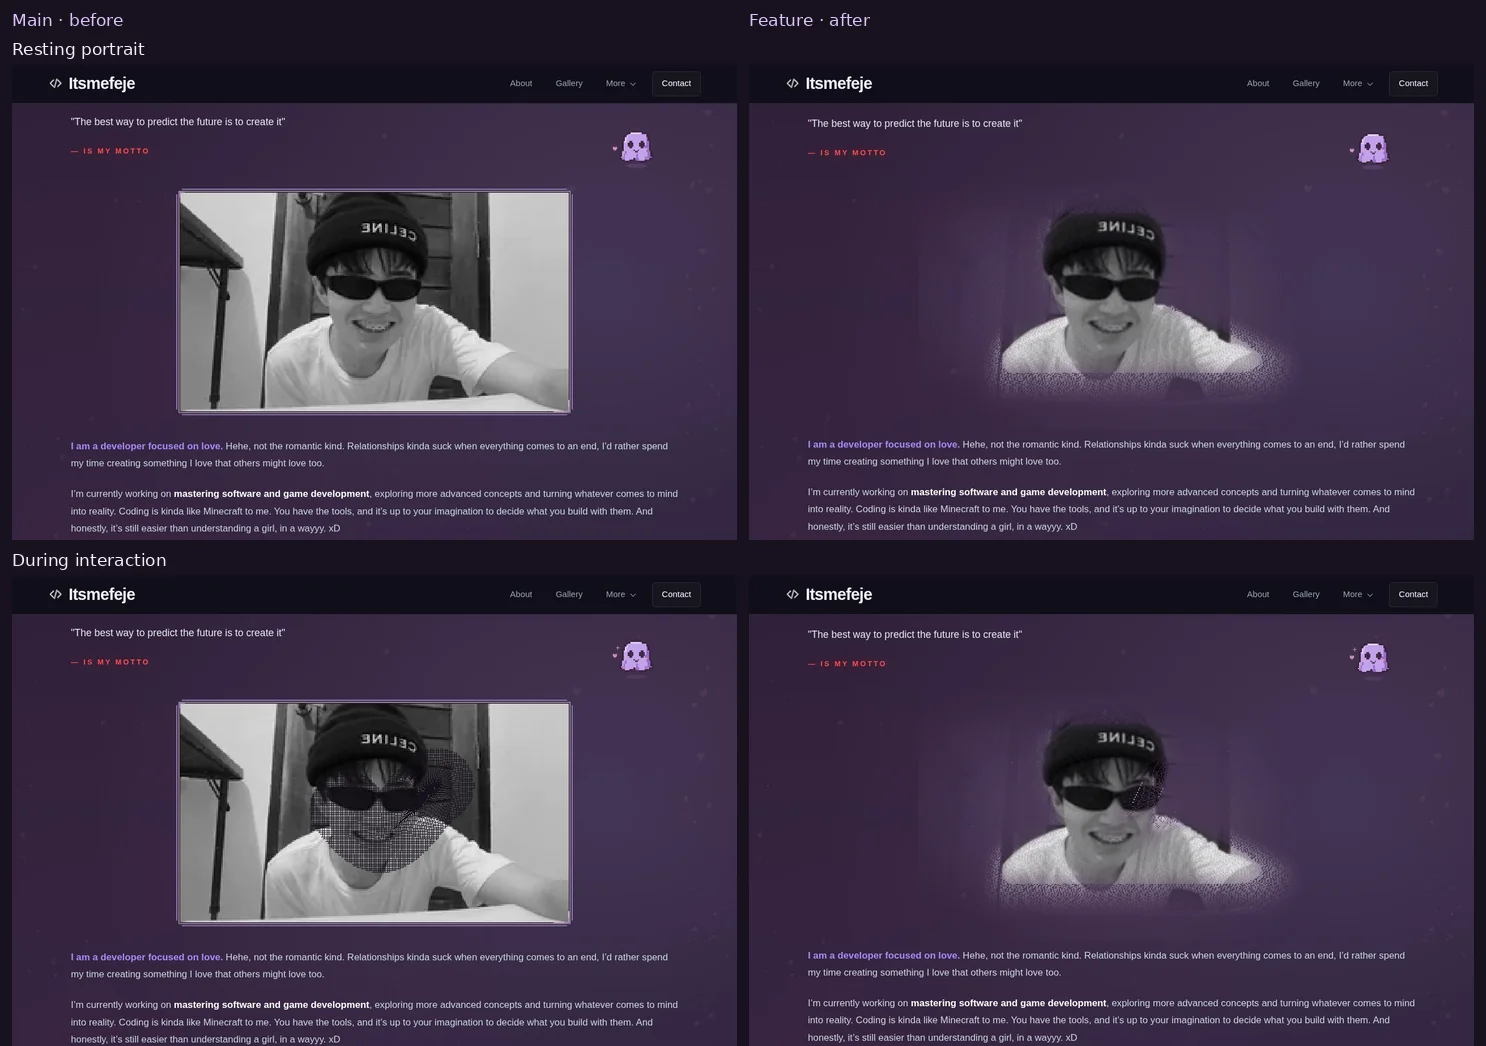 Main · before
Feature · after
Resting portrait
Itsmefeje
About
Gallery
More
Contact
"The best way to predict the future is to create it"
— IS MY MOTTO
CELINE
I am a developer focused on love. Hehe, not the romantic kind. Relationships kinda suck when everything comes to an end, I'd rather spend
my time creating something I love that others might love too.
I'm currently working on mastering software and game development, exploring more advanced concepts and turning whatever comes to mind
into reality. Coding is kinda like Minecraft to me. You have the tools, and it's up to your imagination to decide what you build with them. And
honestly, it's still easier than understanding a girl, in a wayyy. xD
Itsmefeje
About
Gallery
More
Contact
"The best way to predict the future is to create it"
— IS MY MOTTO
CELINE
I am a developer focused on love. Hehe, not the romantic kind. Relationships kinda suck when everything comes to an end, I'd rather spend
my time creating something I love that others might love too.
I'm currently working on mastering software and game development, exploring more advanced concepts and turning whatever comes to mind
into reality. Coding is kinda like Minecraft to me. You have the tools, and it's up to your imagination to decide what you build with them. And
honestly, it's still easier than understanding a girl, in a wayyy. xD
During interaction
Itsmefeje
About
Gallery
More
Contact
"The best way to predict the future is to create it"
— IS MY MOTTO
CELINE
I am a developer focused on love. Hehe, not the romantic kind. Relationships kinda suck when everything comes to an end, I'd rather spend
my time creating something I love that others might love too.
I'm currently working on mastering software and game development, exploring more advanced concepts and turning whatever comes to mind
into reality. Coding is kinda like Minecraft to me. You have the tools, and it's up to your imagination to decide what you build with them. And
honestly, it's still easier than understanding a girl, in a wayyy. xD
Itsmefeje
About
Gallery
More
Contact
"The best way to predict the future is to create it"
— IS MY MOTTO
CELINE
I am a developer focused on love. Hehe, not the romantic kind. Relationships kinda suck when everything comes to an end, I'd rather spend
my time creating something I love that others might love too.
I'm currently working on mastering software and game development, exploring more advanced concepts and turning whatever comes to mind
into reality. Coding is kinda like Minecraft to me. You have the tools, and it's up to your imagination to decide what you build with them. And
honestly, it's still easier than understanding a girl, in a wayyy. xD